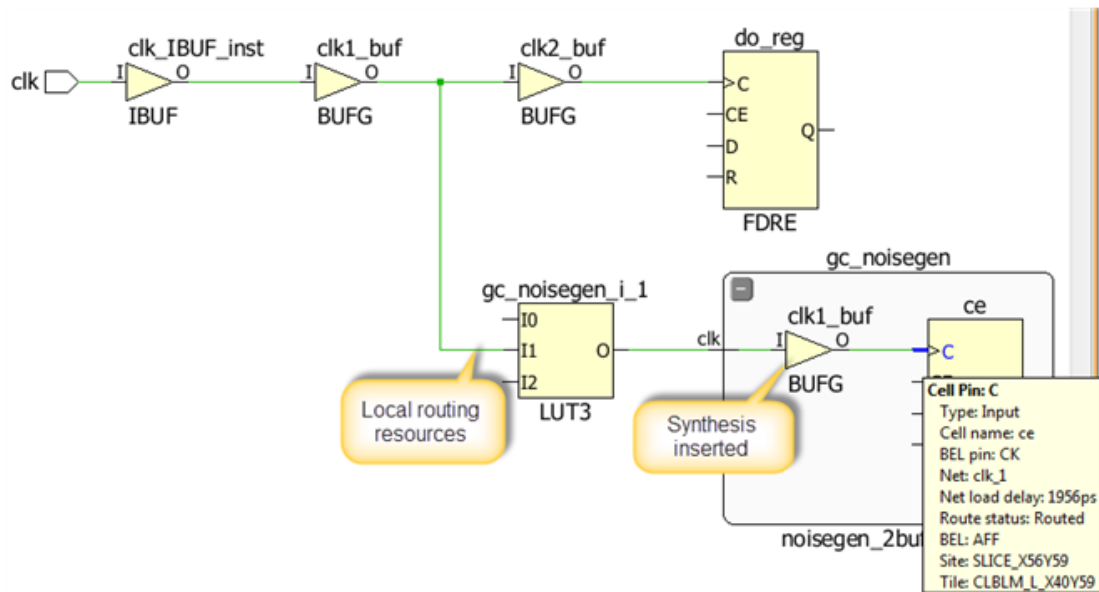 do_reg
clk_IBUF_inst
clk1_buf
clk2_buf
clk
I
O
I
O
I
O
C
IBUF
BUFG
BUFG
CE
Q
D
R
FDRE
gc_noisegen
gc_noisegen_i_1
clk1_buf
ce
I0
clk
I
O
I1
O
C
I2
BUFG
LUT3
Local routing
resources
Synthesis
inserted
Cell Pin: C
Type: Input
Cell name: ce
BEL pin: CK
Net: clk_1
Net load delay: 1956ps
Route status: Routed
BEL: AFF
Site: SLICE_X56Y59
Tile: CLBLM_L_X40Y59
noisegen_2buf